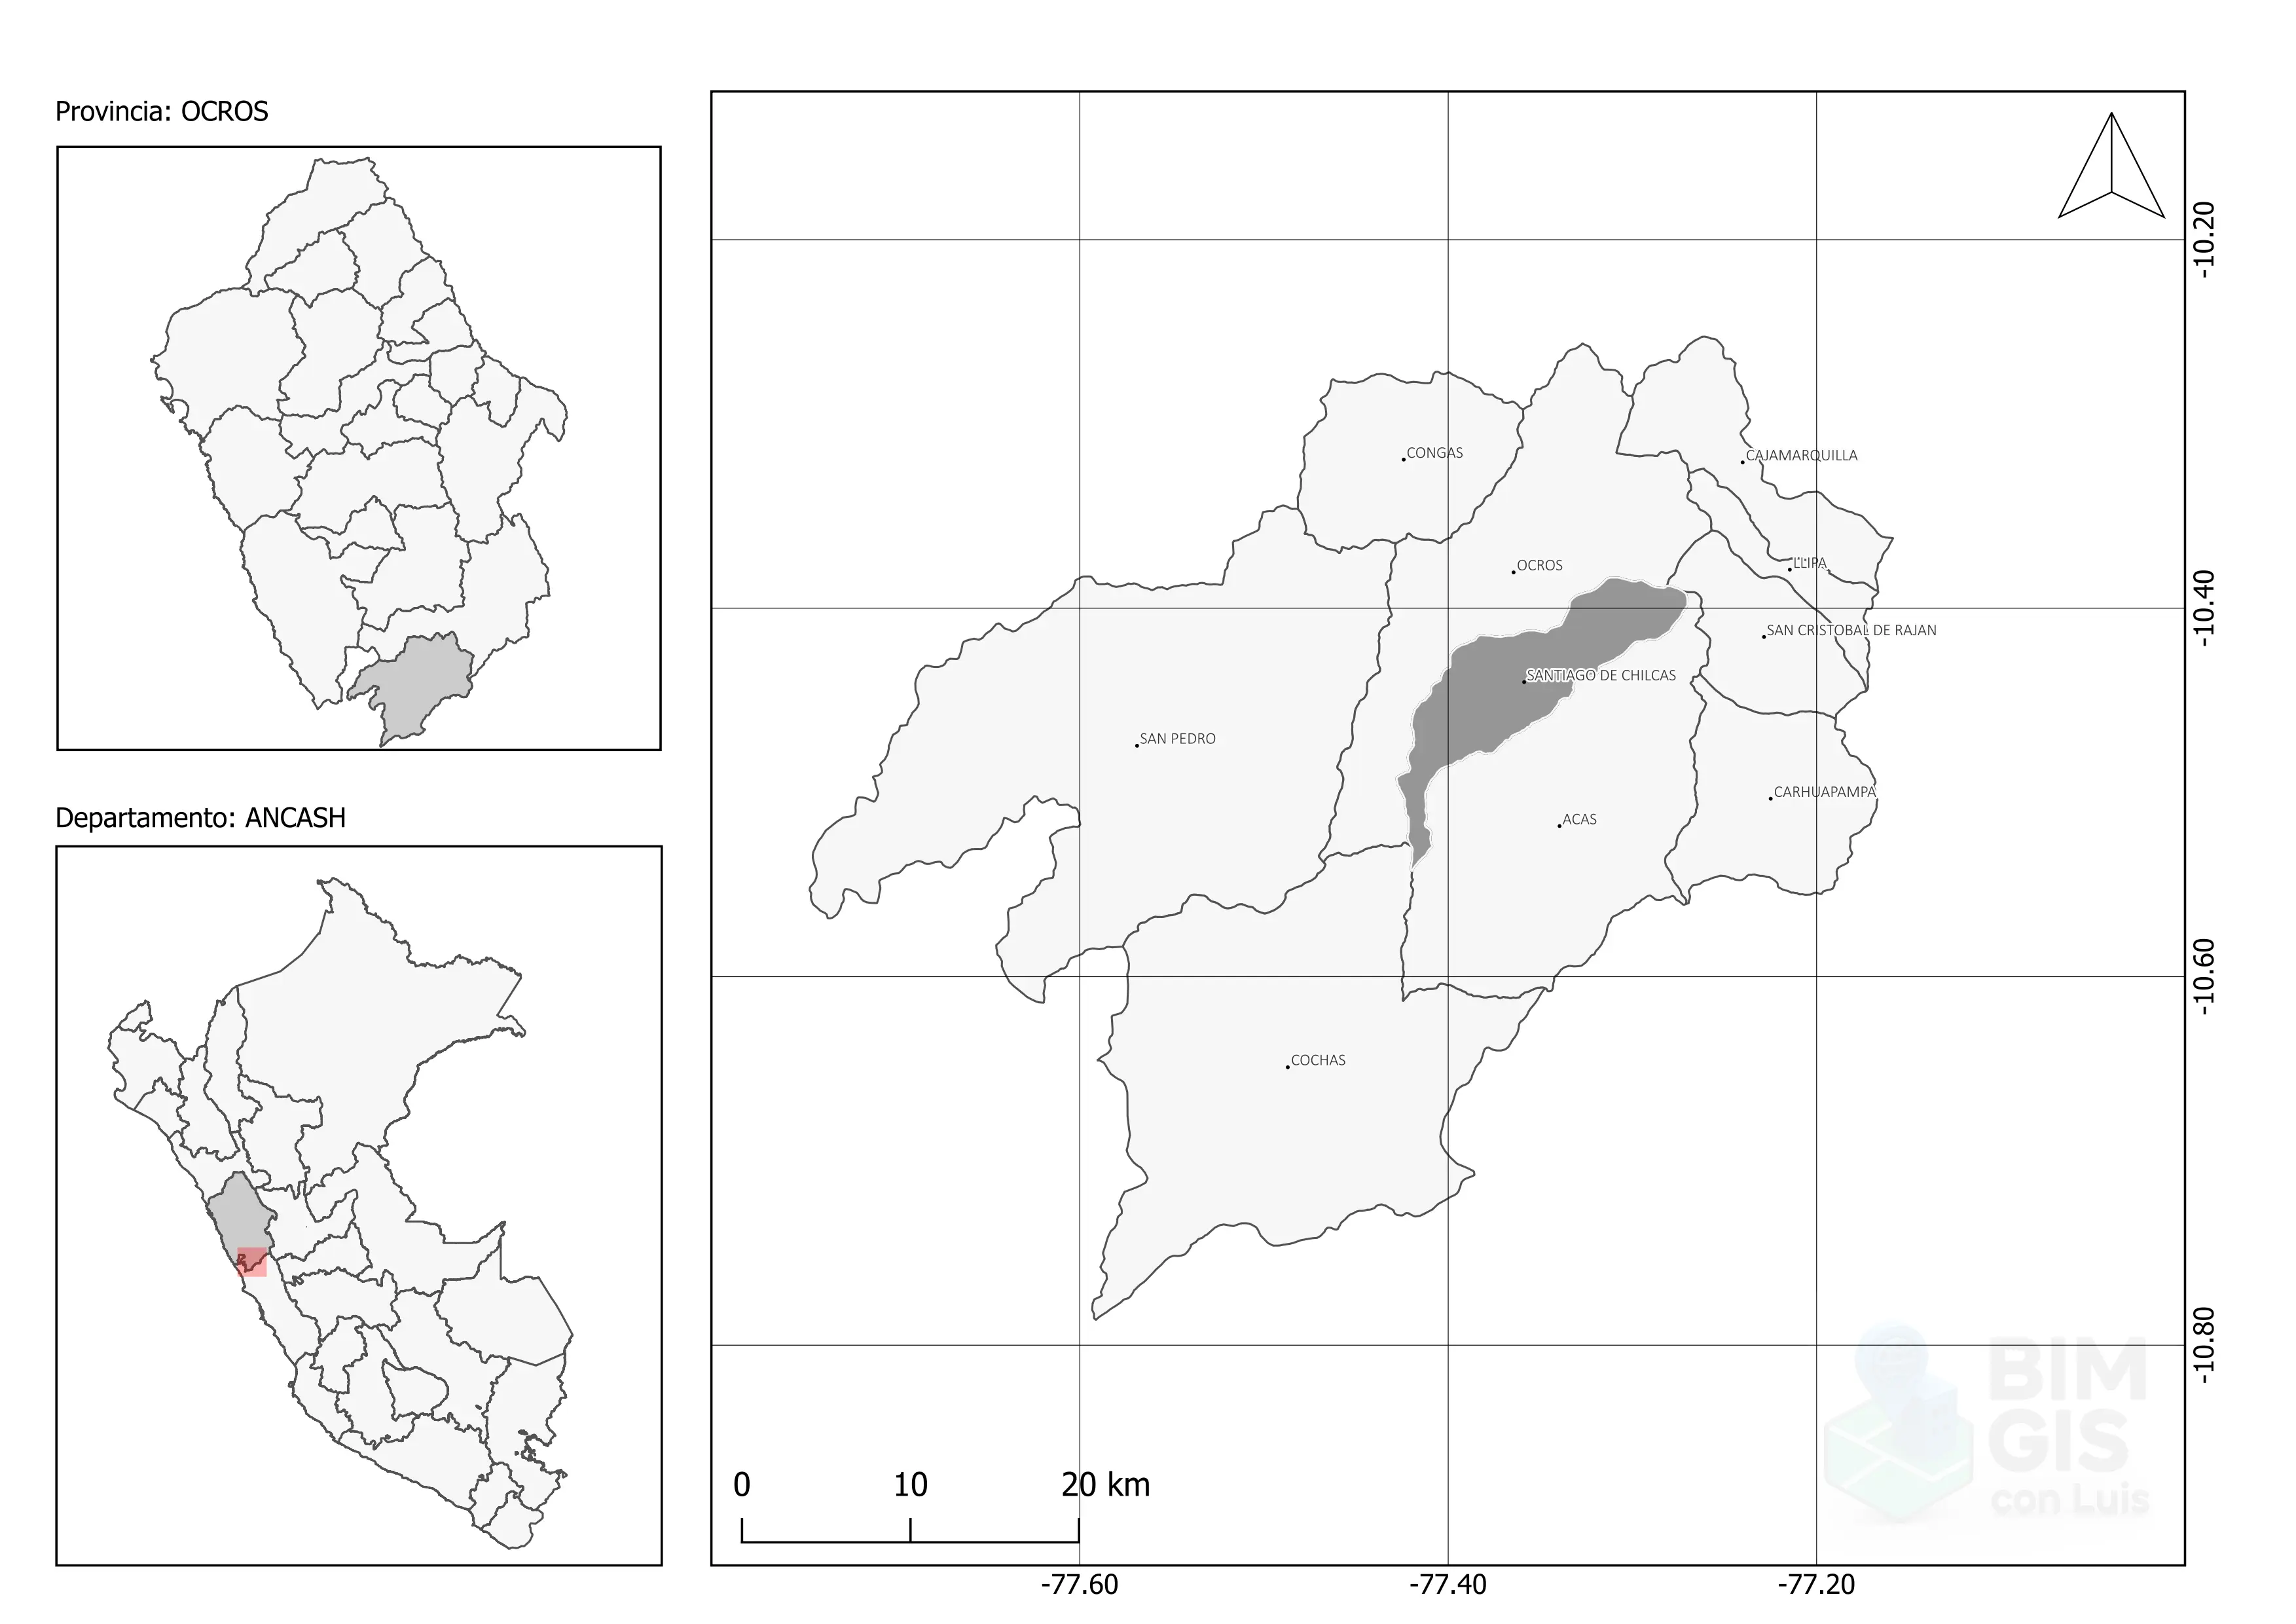 Provincia: OCROS
Departamento: ANCASH
CONGAS
CAJAMARQUILLA
OCROS
LLIPA
SAN CRISTOBAL DE RAJAN
SANTIAGO DE CHILCAS
SAN PEDRO
CARHUAPAMPA
ACAS
COCHAS
-10.20
-10.40
-10.60
-10.80
0 10 20 km
-77.60 -77.40 -77.20
BIM
GIS
con Luis